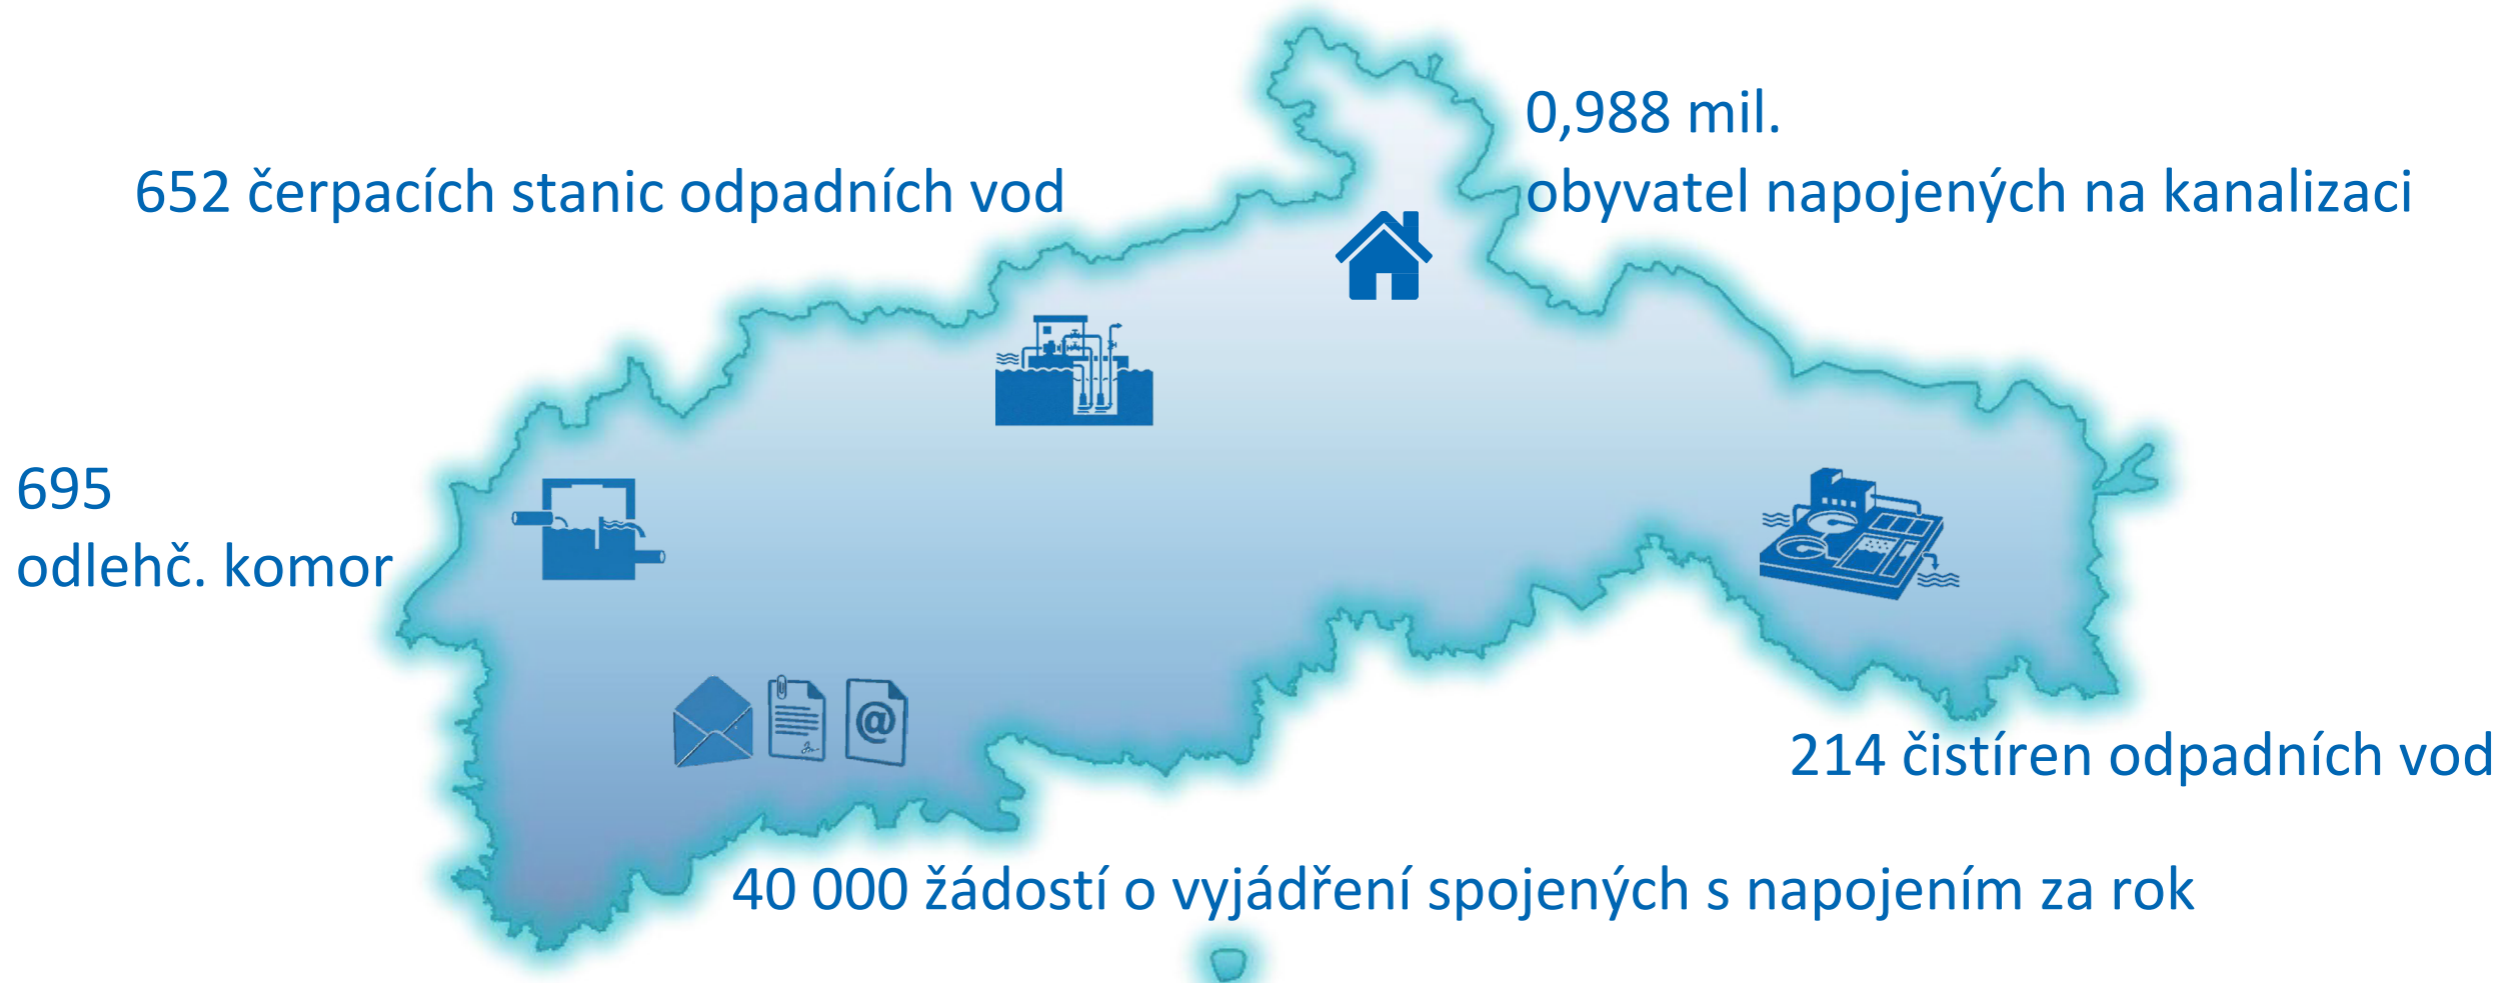 0,988 mil.
obyvatel napojených na kanalizaci
652 čerpacích stanic odpadních vod
695
odlehč. komor
@
214 čistíren odpadních vod
40 000 žádostí o vyjádření spojených s napojením za rok